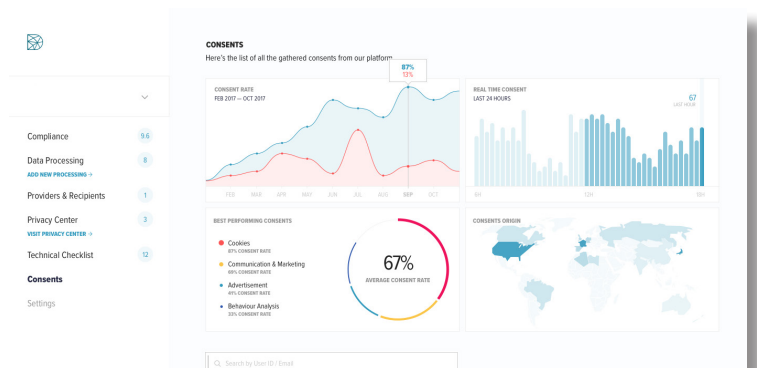 CONSENTS
Here's the list of all the gathered consents from our platform
87%
13%
CONSENT RATE
FEB 2017 — OCT 2017
FEB MAR APR MAY JUN JUL AUG SEP OCT
REAL TIME CONSENT
LAST 24 HOURS
67
LAST HOUR
6H 12H 18H
Compliance 9.6
Data Processing 8
ADD NEW PROCESSING →
Providers & Recipients 1
Privacy Center 3
VISIT PRIVACY CENTER →
Technical Checklist 12
Consents
Settings
BEST PERFORMING CONSENTS
Cookies
87% CONSENT RATE
Communication & Marketing
69% CONSENT RATE
Advertisement
41% CONSENT RATE
Behaviour Analysis
33% CONSENT RATE
67%
AVERAGE CONSENT RATE
CONSENTS ORIGIN
Search by User ID / Email